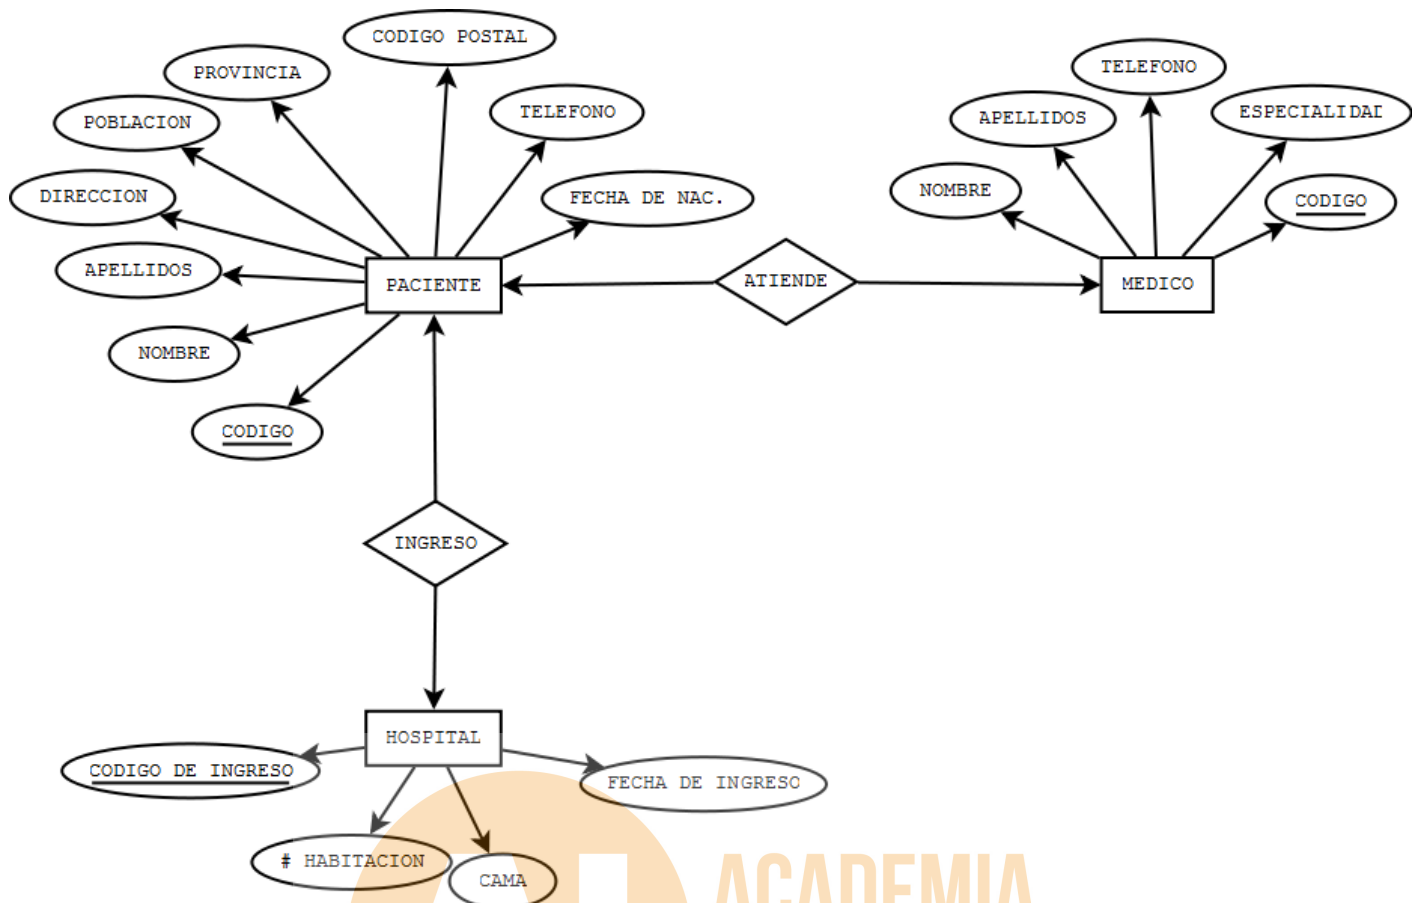 CODIGO POSTAL
PROVINCIA
TELEFONO
POBLACION
TELEFONO
APELLIDOS
ESPECIALIDAD
DIRECCION
FECHA DE NAC.
NOMBRE
CODIGO
APELLIDOS
PACIENTE
ATIENDE
MEDICO
NOMBRE
CODIGO
INGRESO
HOSPITAL
CODIGO DE INGRESO
FECHA DE INGRESO
# HABITACION
CAMA
ACADEMIA